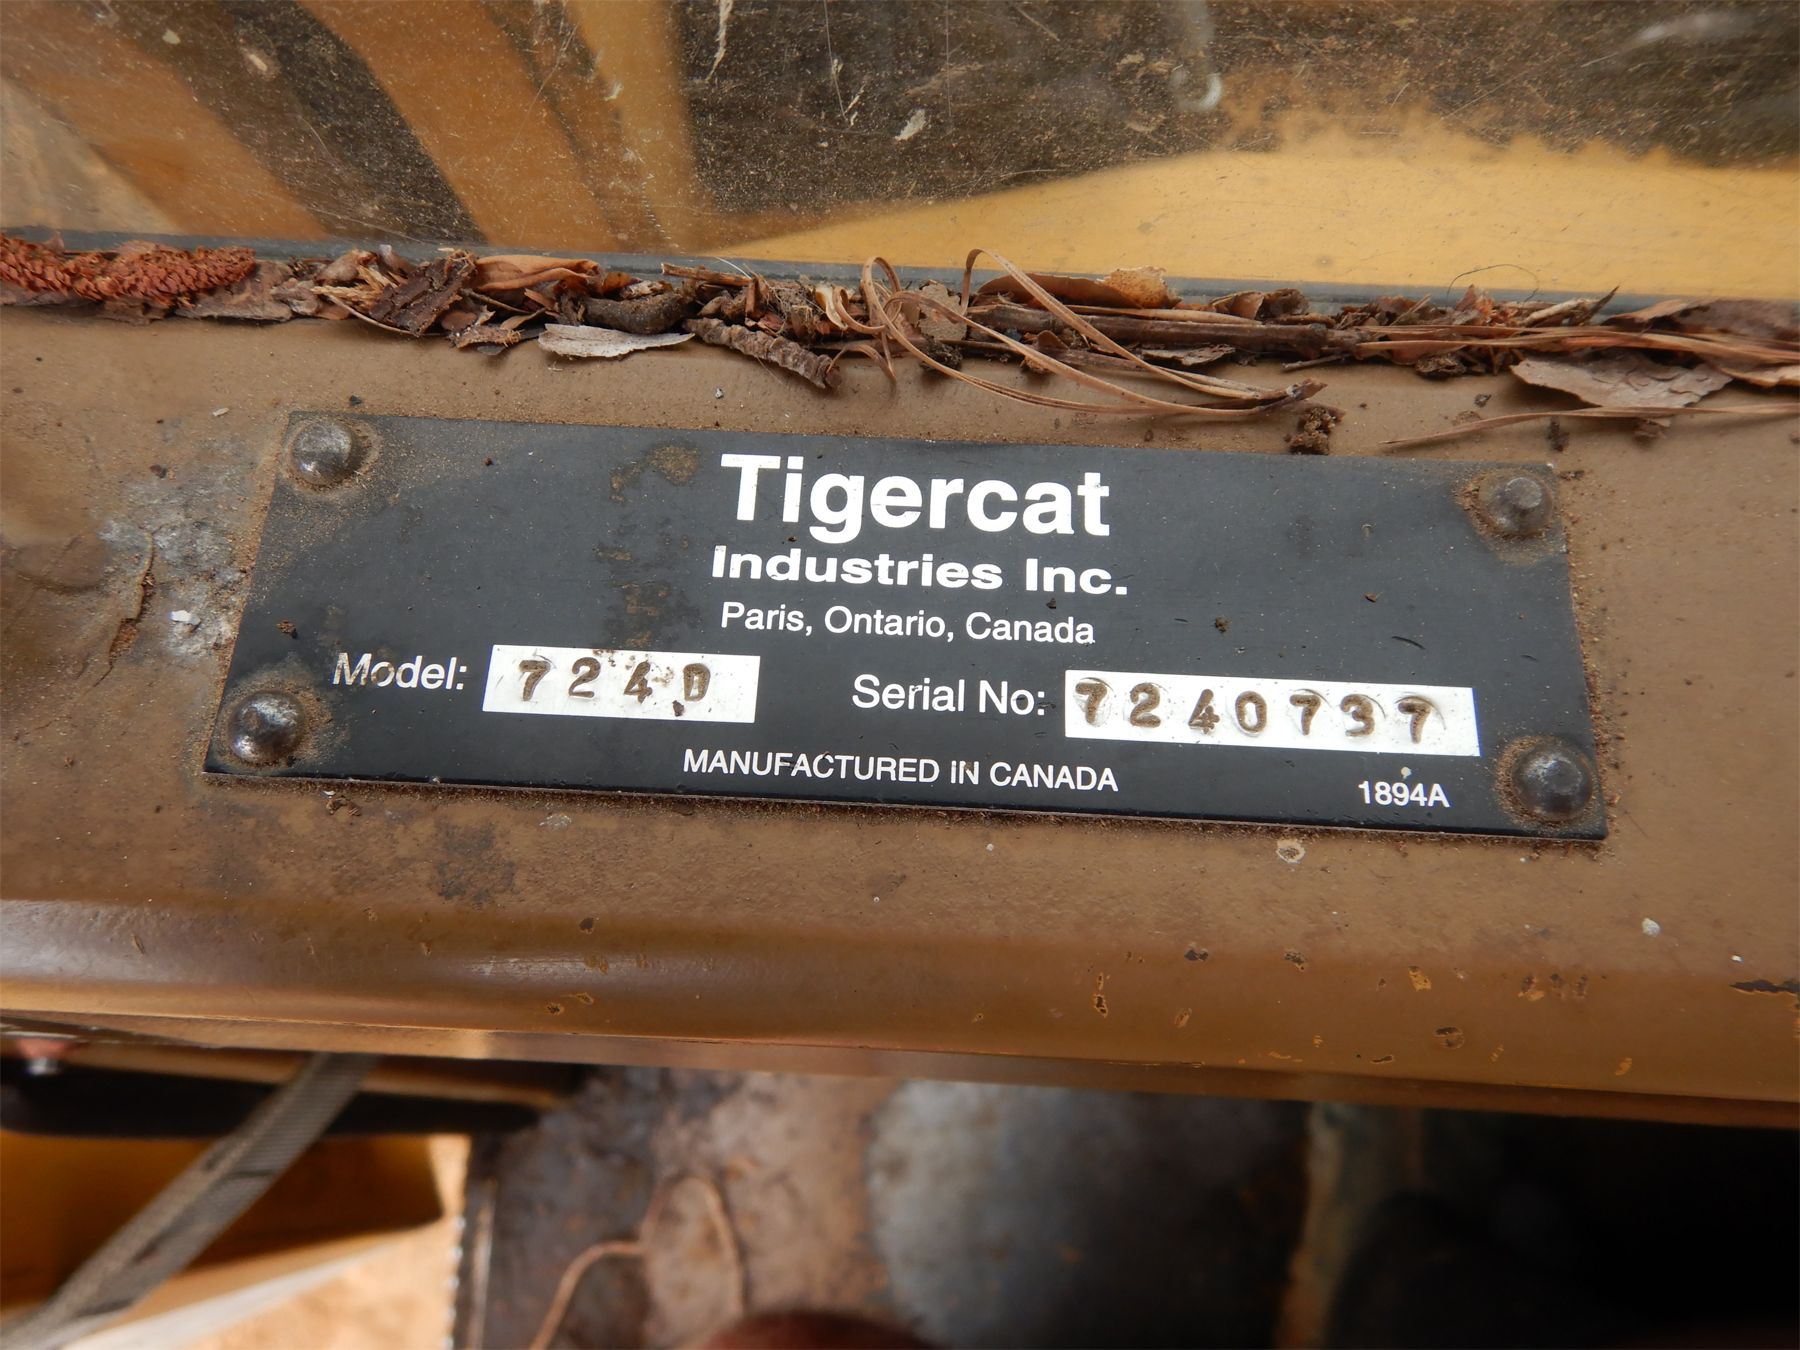 Tigercat
Industries Inc.
Paris, Ontario, Canada
Model: 724D Serial No: 7240737
MANUFACTURED IN CANADA
1894A